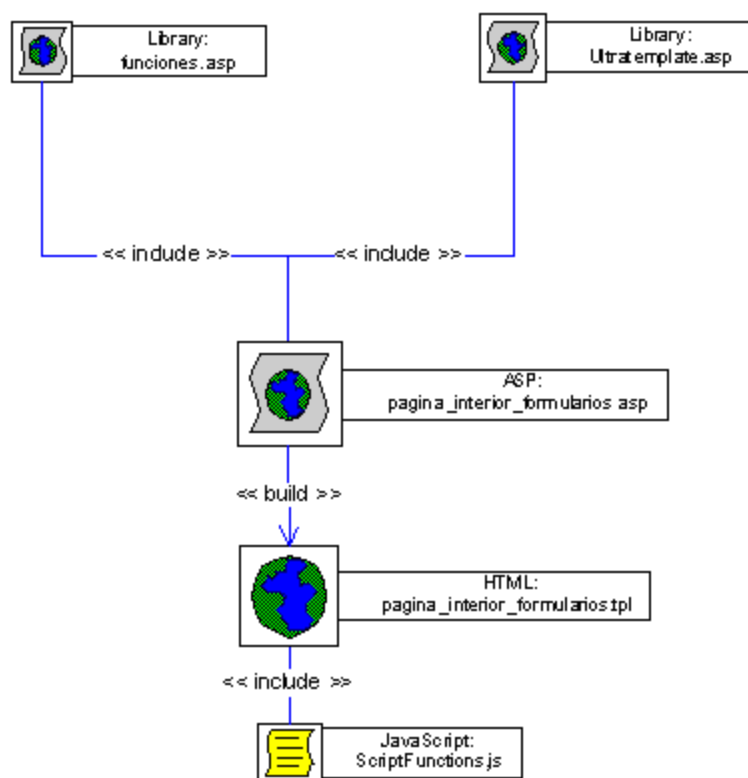 Library:
funciones.asp
Library:
Ultratemplate.asp
<< include >>
<< include >>
ASP:
pagina_interior_formularios.asp
<< build >>
HTML:
pagina_interior_formularios.tpl
<< include >>
JavaScript:
ScriptFunctions.js